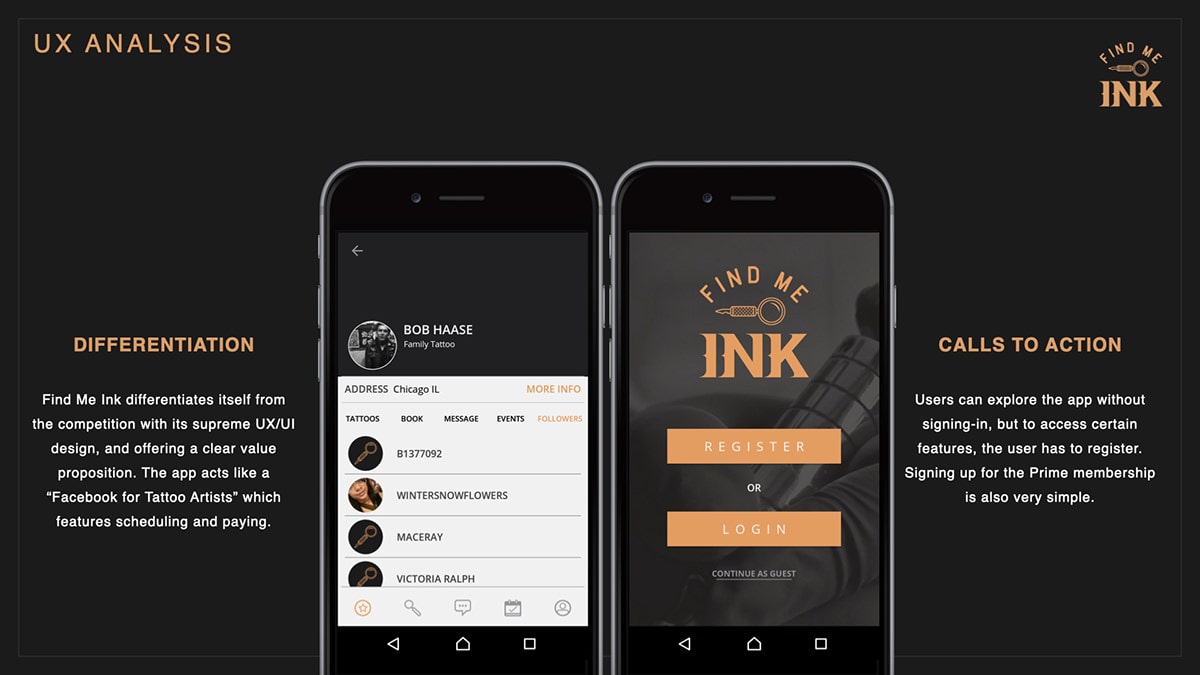 UX ANALYSIS
FIND ME
INK
DIFFERENTIATION
Find Me Ink differentiates itself from
the competition with its supreme UX/UI
design, and offering a clear value
proposition. The app acts like a
“Facebook for Tattoo Artists” which
features scheduling and paying.
BOB HAASE
Family Tattoo
ADDRESS Chicago IL MORE INFO
TATTOOS BOOK MESSAGE EVENTS FOLLOWERS
B1377092
WINTERSNOWFLOWERS
MACERAY
VICTORIA RALPH
FIND ME
INK
REGISTER
OR
LOGIN
CONTINUE AS GUEST
CALLS TO ACTION
Users can explore the app without
signing-in, but to access certain
features, the user has to register.
Signing up for the Prime membership
is also very simple.